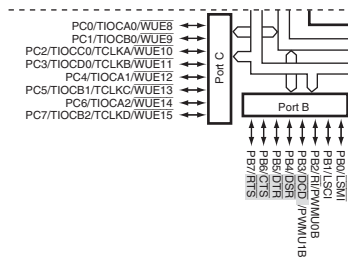 PC0/TIOCA0/WUE8
PC1/TIOCB0/WUE9
PC2/TIOCC0/TCLKA/WUE10
PC3/TIOCD0/TCLKB/WUE11
PC4/TIOCA1/WUE12
PC5/TIOCB1/TCLKC/WUE13
PC6/TIOCA2/WUE14
PC7/TIOCB2/TCLKD/WUE15
Port C
Port B
PB7/RTS
PB6/CTS
PB5/DTR
PB4/DSR
PB3/DCD/PWMU1B
PB2/RI/PWMU0B
PB1/LSCI
PB0/LSMI